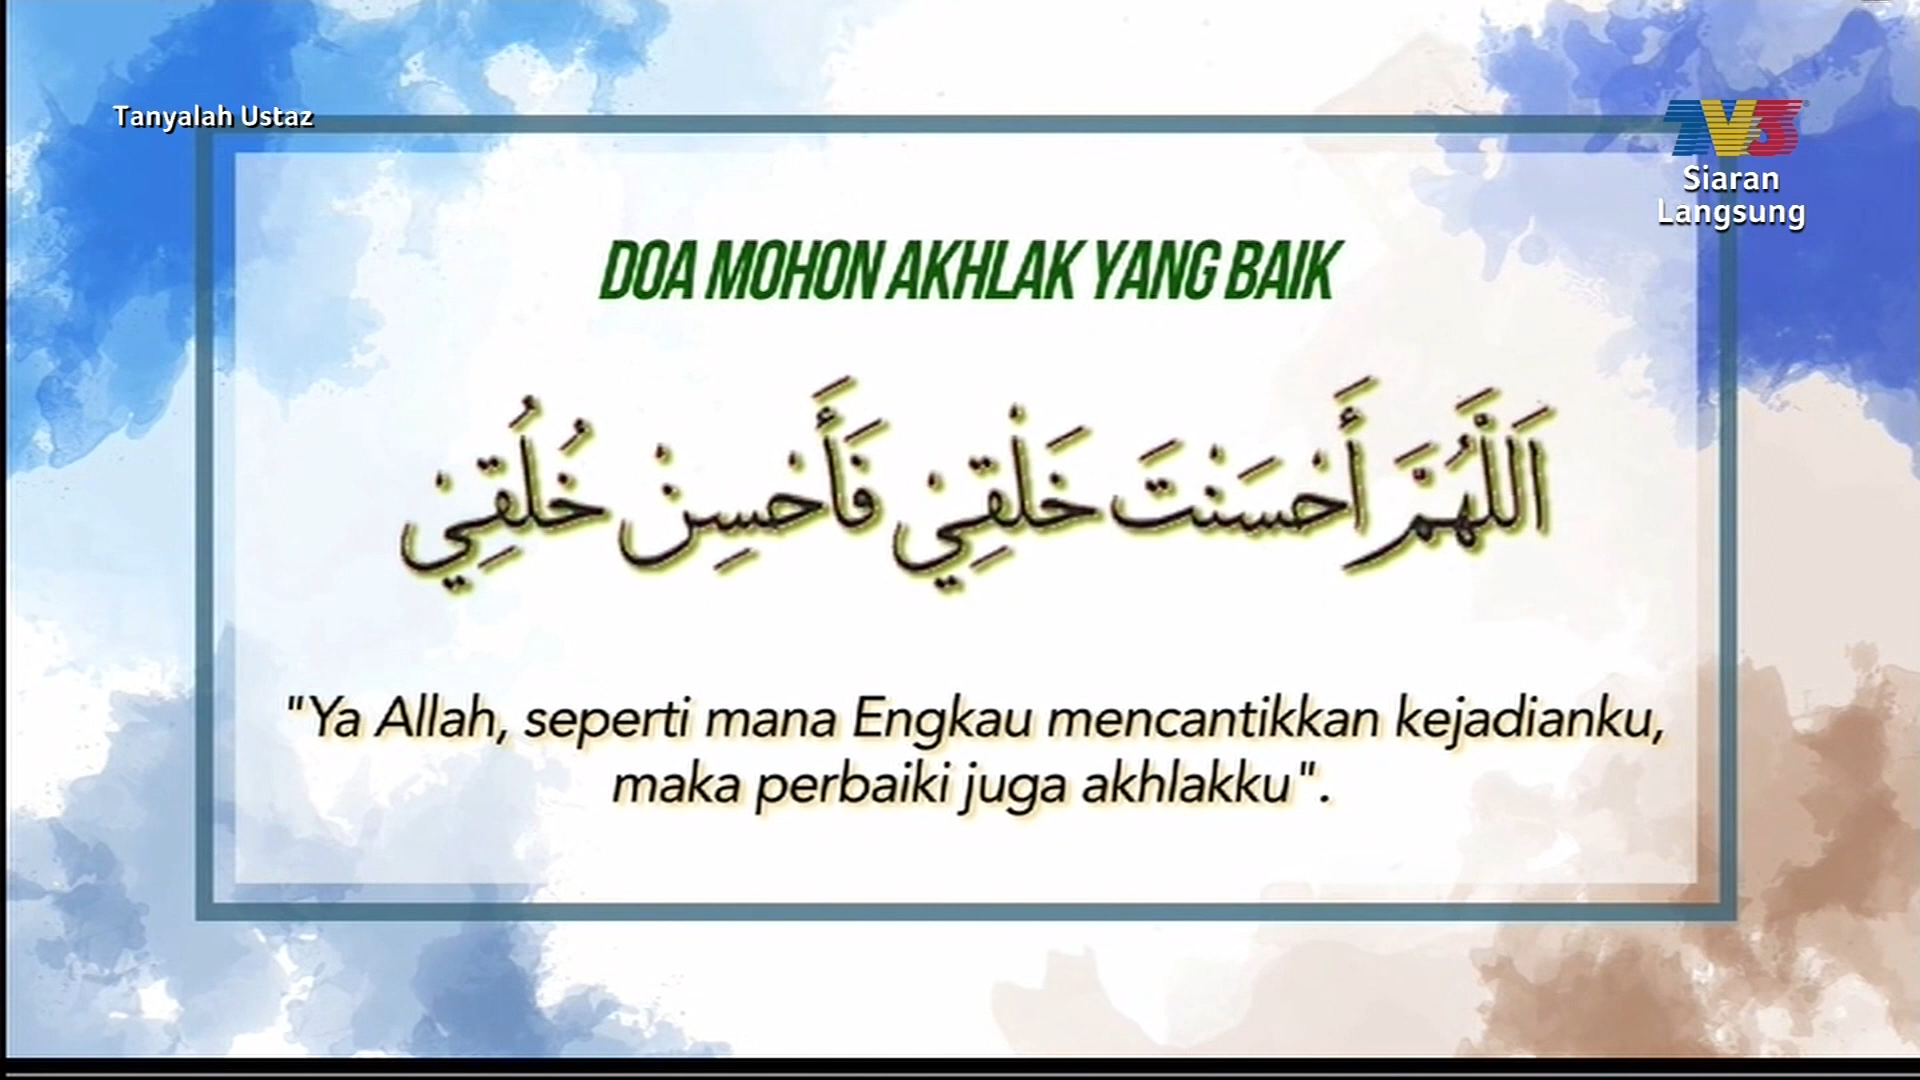 Tanyalah Ustaz
TV3
Siaran
Langsung
DOA MOHON AKHLAK YANG BAIK
اَللَّهُمَّ أَحْسَنْتَ خَلْقِيْ فَأَحْسِنْ خُلُقِيْ
"Ya Allah, seperti mana Engkau mencantikkan kejadianku,
maka perbaiki juga akhlakku".